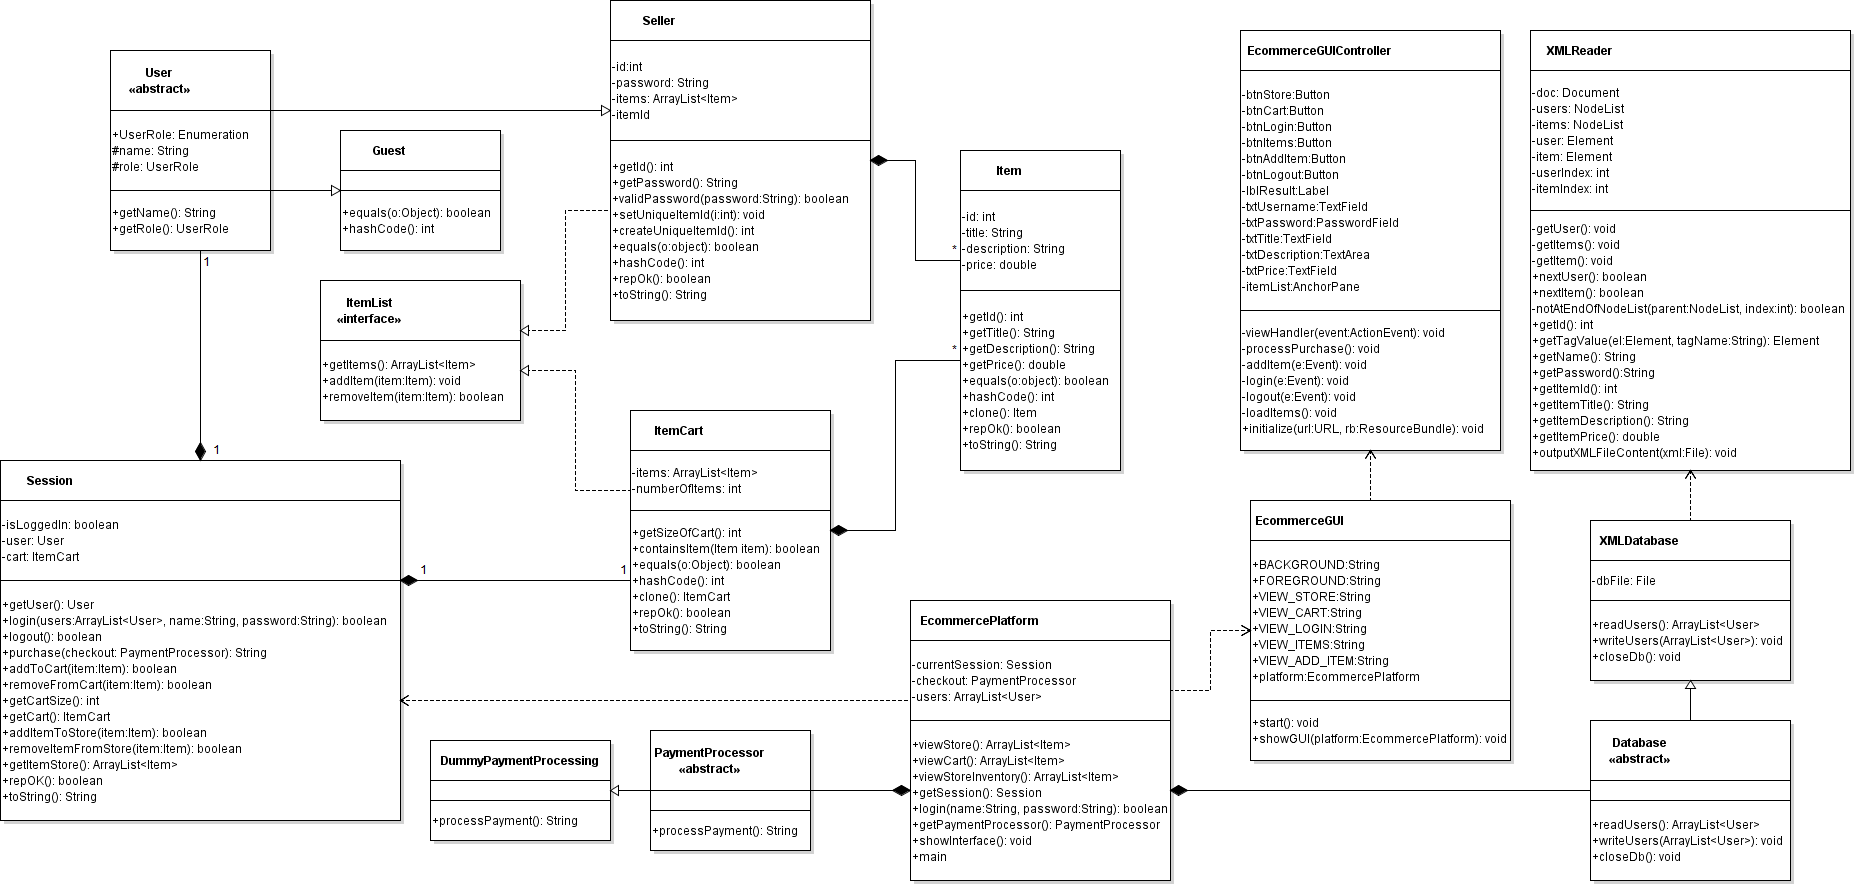 User
«abstract»
+UserRole: Enumeration
#name: String
#role: UserRole
+getName(): String
+getRole(): UserRole
1
Guest
+equals(o:Object): boolean
+hashCode(): int
ItemList
«interface»
+getItems(): ArrayList<Item>
+addItem(item:Item): void
+removeItem(item:Item): boolean
Seller
-id:int
-password: String
-items: ArrayList<Item>
-itemId
+getId(): int
+getPassword(): String
+validPassword(password:String): boolean
+setUniqueItemId(i:int): void
+createUniqueItemId(): int
+equals(o:object): boolean
+hashCode(): int
+repOk(): boolean
+toString(): String
*
*
Item
-id: int
-title: String
-description: String
-price: double
+getId(): int
+getTitle(): String
+getDescription(): String
+getPrice(): double
+equals(o:object): boolean
+hashCode(): int
+clone(): Item
+repOk(): boolean
+toString(): String
EcommerceGUIController
-btnStore:Button
-btnCart:Button
-btnLogin:Button
-btnItems:Button
-btnAddItem:Button
-btnLogout:Button
-lblResult:Label
-txtUsername:TextField
-txtPassword:PasswordField
-txtTitle:TextField
-txtDescription:TextArea
-txtPrice:TextField
-itemList:AnchorPane
-viewHandler(event:ActionEvent): void
-processPurchase(): void
-addItem(e:Event): void
-login(e:Event): void
-logout(e:Event): void
-loadItems(): void
+initialize(url:URL, rb:ResourceBundle): void
XMLReader
-doc: Document
-users: NodeList
-items: NodeList
-user: Element
-item: Element
-userIndex: int
-itemIndex: int
-getUser(): void
-getItems(): void
-getItem(): void
+nextUser(): boolean
+nextItem(): boolean
-notAtEndOfNodeList(parent:NodeList, index:int): boolean
+getId(): int
+getTagValue(el:Element, tagName:String): Element
+getName(): String
+getPassword():String
+getItemId(): int
+getItemTitle(): String
+getItemDescription(): String
+getItemPrice(): double
+outputXMLFileContent(xml:File): void
1
Session
-isLoggedIn: boolean
-user: User
-cart: ItemCart
+getUser(): User
+login(users:ArrayList<User>, name:String, password:String): boolean
+logout(): boolean
+purchase(checkout: PaymentProcessor): String
+addToCart(item:Item): boolean
+removeFromCart(item:Item): boolean
+getCartSize(): int
+getCart(): ItemCart
+addItemToStore(item:Item): boolean
+removeItemFromStore(item:Item): boolean
+getItemStore(): ArrayList<Item>
+repOK(): boolean
+toString(): String
1
1
ItemCart
-items: ArrayList<Item>
-numberOfItems: int
+getSizeOfCart(): int
+containsItem(Item item): boolean
+equals(o:Object): boolean
+hashCode(): int
+clone(): ItemCart
+repOk(): boolean
+toString(): String
DummyPaymentProcessing
+processPayment(): String
PaymentProcessor
«abstract»
+processPayment(): String
EcommercePlatform
-currentSession: Session
-checkout: PaymentProcessor
-users: ArrayList<User>
+viewStore(): ArrayList<Item>
+viewCart(): ArrayList<Item>
+viewStoreInventory(): ArrayList<Item>
+getSession(): Session
+login(name:String, password:String): boolean
+getPaymentProcessor(): PaymentProcessor
+showInterface(): void
+main
EcommerceGUI
+BACKGROUND:String
+FOREGROUND:String
+VIEW_STORE:String
+VIEW_CART:String
+VIEW_LOGIN:String
+VIEW_ITEMS:String
+VIEW_ADD_ITEM:String
+platform:EcommercePlatform
+start(): void
+showGUI(platform:EcommercePlatform): void
XMLDatabase
-dbFile: File
+readUsers(): ArrayList<User>
+writeUsers(ArrayList<User>): void
+closeDb(): void
Database
«abstract»
+readUsers(): ArrayList<User>
+writeUsers(ArrayList<User>): void
+closeDb(): void